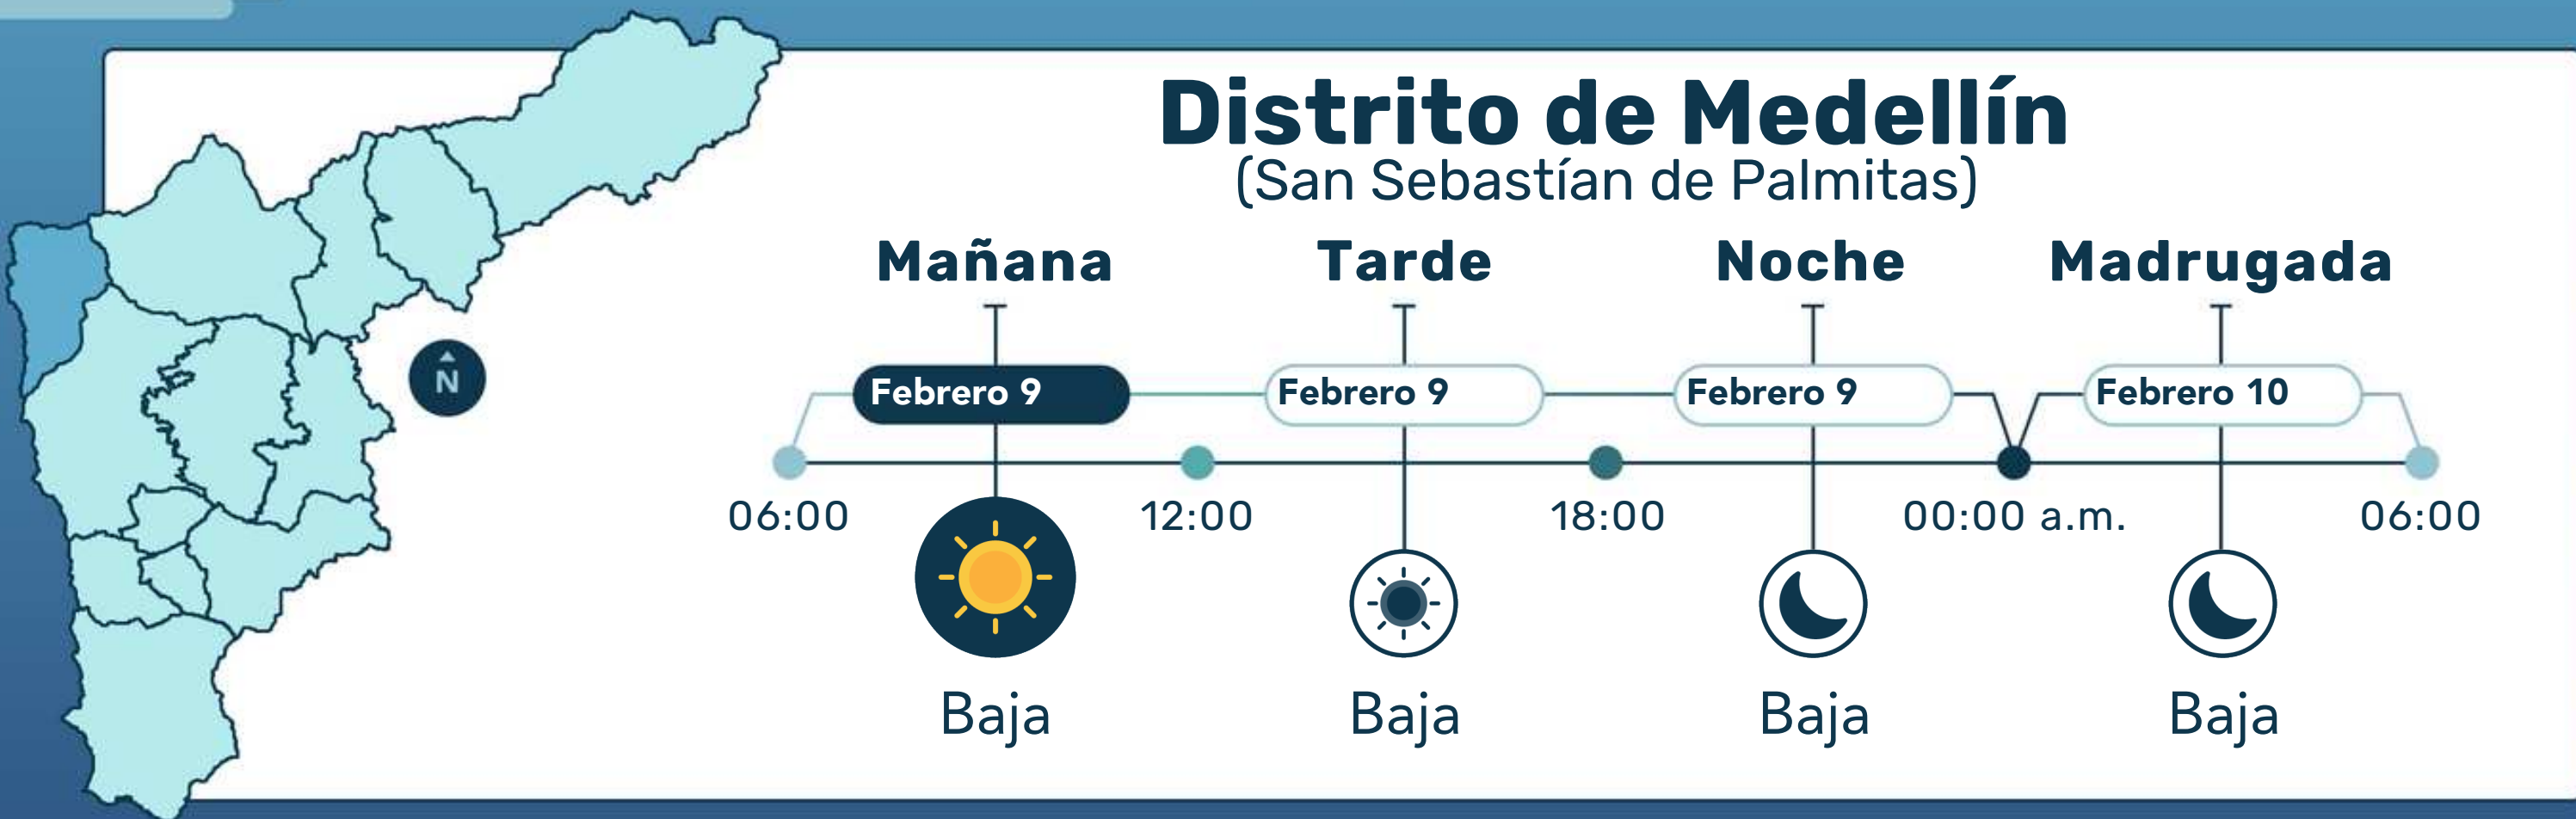 Distrito de Medellín
(San Sebastían de Palmitas)
Mañana Tarde Noche Madrugada
Febrero 9 Febrero 9 Febrero 9 Febrero 10
N
06:00 12:00 18:00 00:00 a.m. 06:00
Baja Baja Baja Baja